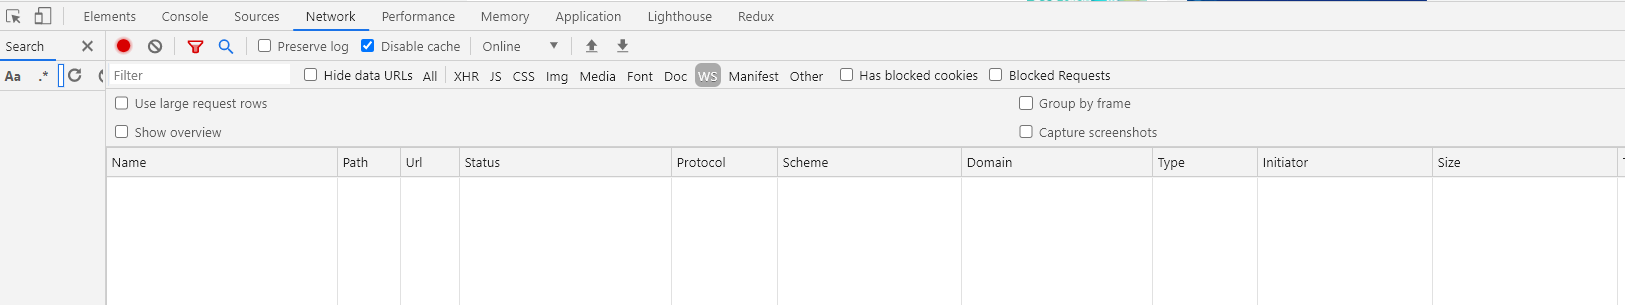 Elements Console Sources Network Performance Memory Application Lighthouse Redux
Search Preserve log Disable cache Online
Aa .* Filter Hide data URLs All XHR JS CSS Img Media Font Doc WS Manifest Other Has blocked cookies Blocked Requests
Use large request rows Group by frame
Show overview Capture screenshots
Name Path Url Status Protocol Scheme Domain Type Initiator Size